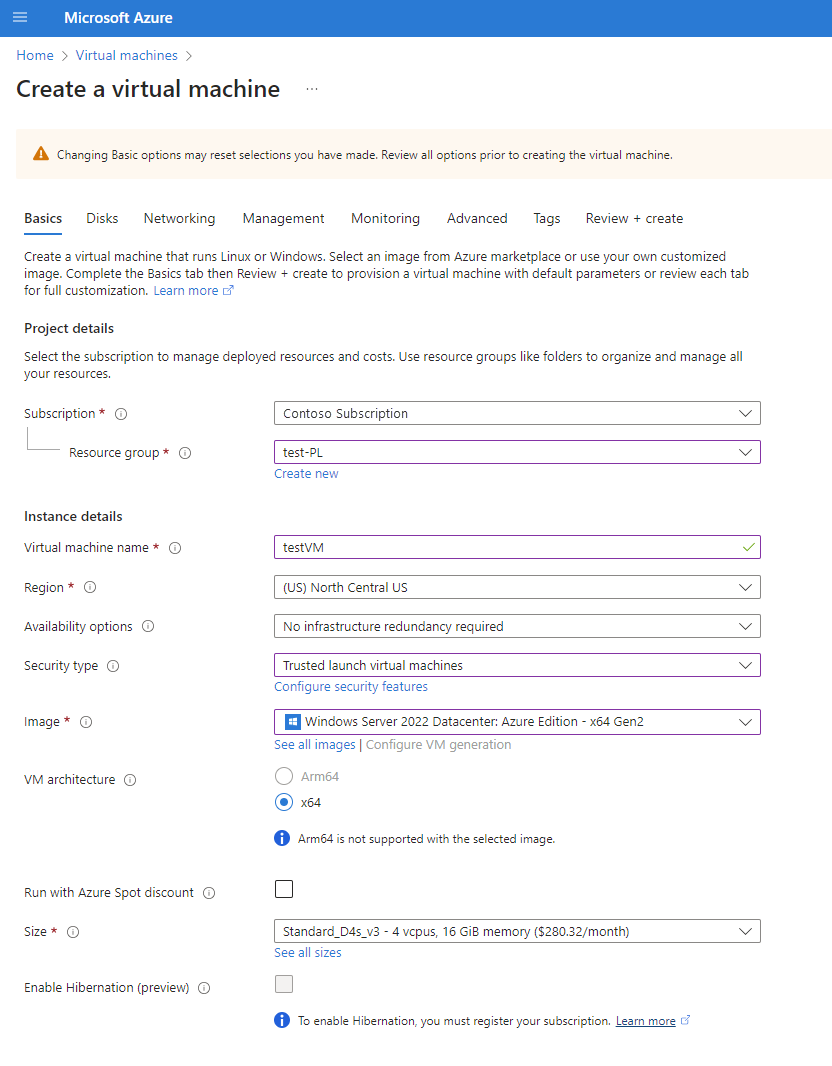 Microsoft Azure
Home > Virtual machines >
Create a virtual machine ...
Changing Basic options may reset selections you have made. Review all options prior to creating the virtual machine.
Basics Disks Networking Management Monitoring Advanced Tags Review + create
Create a virtual machine that runs Linux or Windows. Select an image from Azure marketplace or use your own customized
image. Complete the Basics tab then Review + create to provision a virtual machine with default parameters or review each tab
for full customization. Learn more
Project details
Select the subscription to manage deployed resources and costs. Use resource groups like folders to organize and manage all
your resources.
Subscription * Contoso Subscription
Resource group * test-PL
Create new
Instance details
Virtual machine name * testVM
Region * (US) North Central US
Availability options No infrastructure redundancy required
Security type Trusted launch virtual machines
Configure security features
Image * Windows Server 2022 Datacenter: Azure Edition - x64 Gen2
See all images | Configure VM generation
VM architecture Arm64
x64
Arm64 is not supported with the selected image.
Run with Azure Spot discount
Size * Standard_D4s_v3 - 4 vcpus, 16 GiB memory ($280.32/month)
See all sizes
Enable Hibernation (preview)
To enable Hibernation, you must register your subscription. Learn more